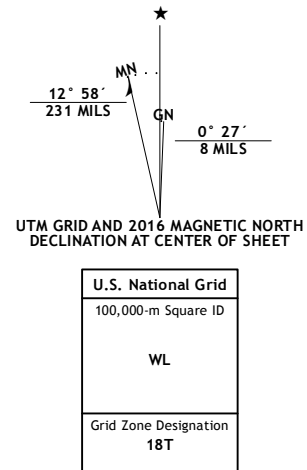 ★
MN
GN
12° 58´
231 MILS
0° 27´
8 MILS
UTM GRID AND 2016 MAGNETIC NORTH
DECLINATION AT CENTER OF SHEET
U.S. National Grid
100,000-m Square ID
WL
Grid Zone Designation
18T